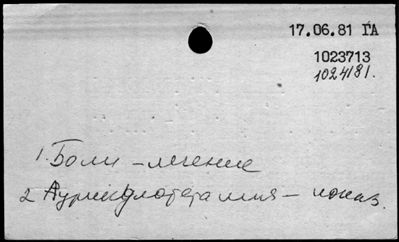 17.06.81 ГА
1023713
1024181.
1. Боли – лечение
2 Аурикулотерапия – показ.